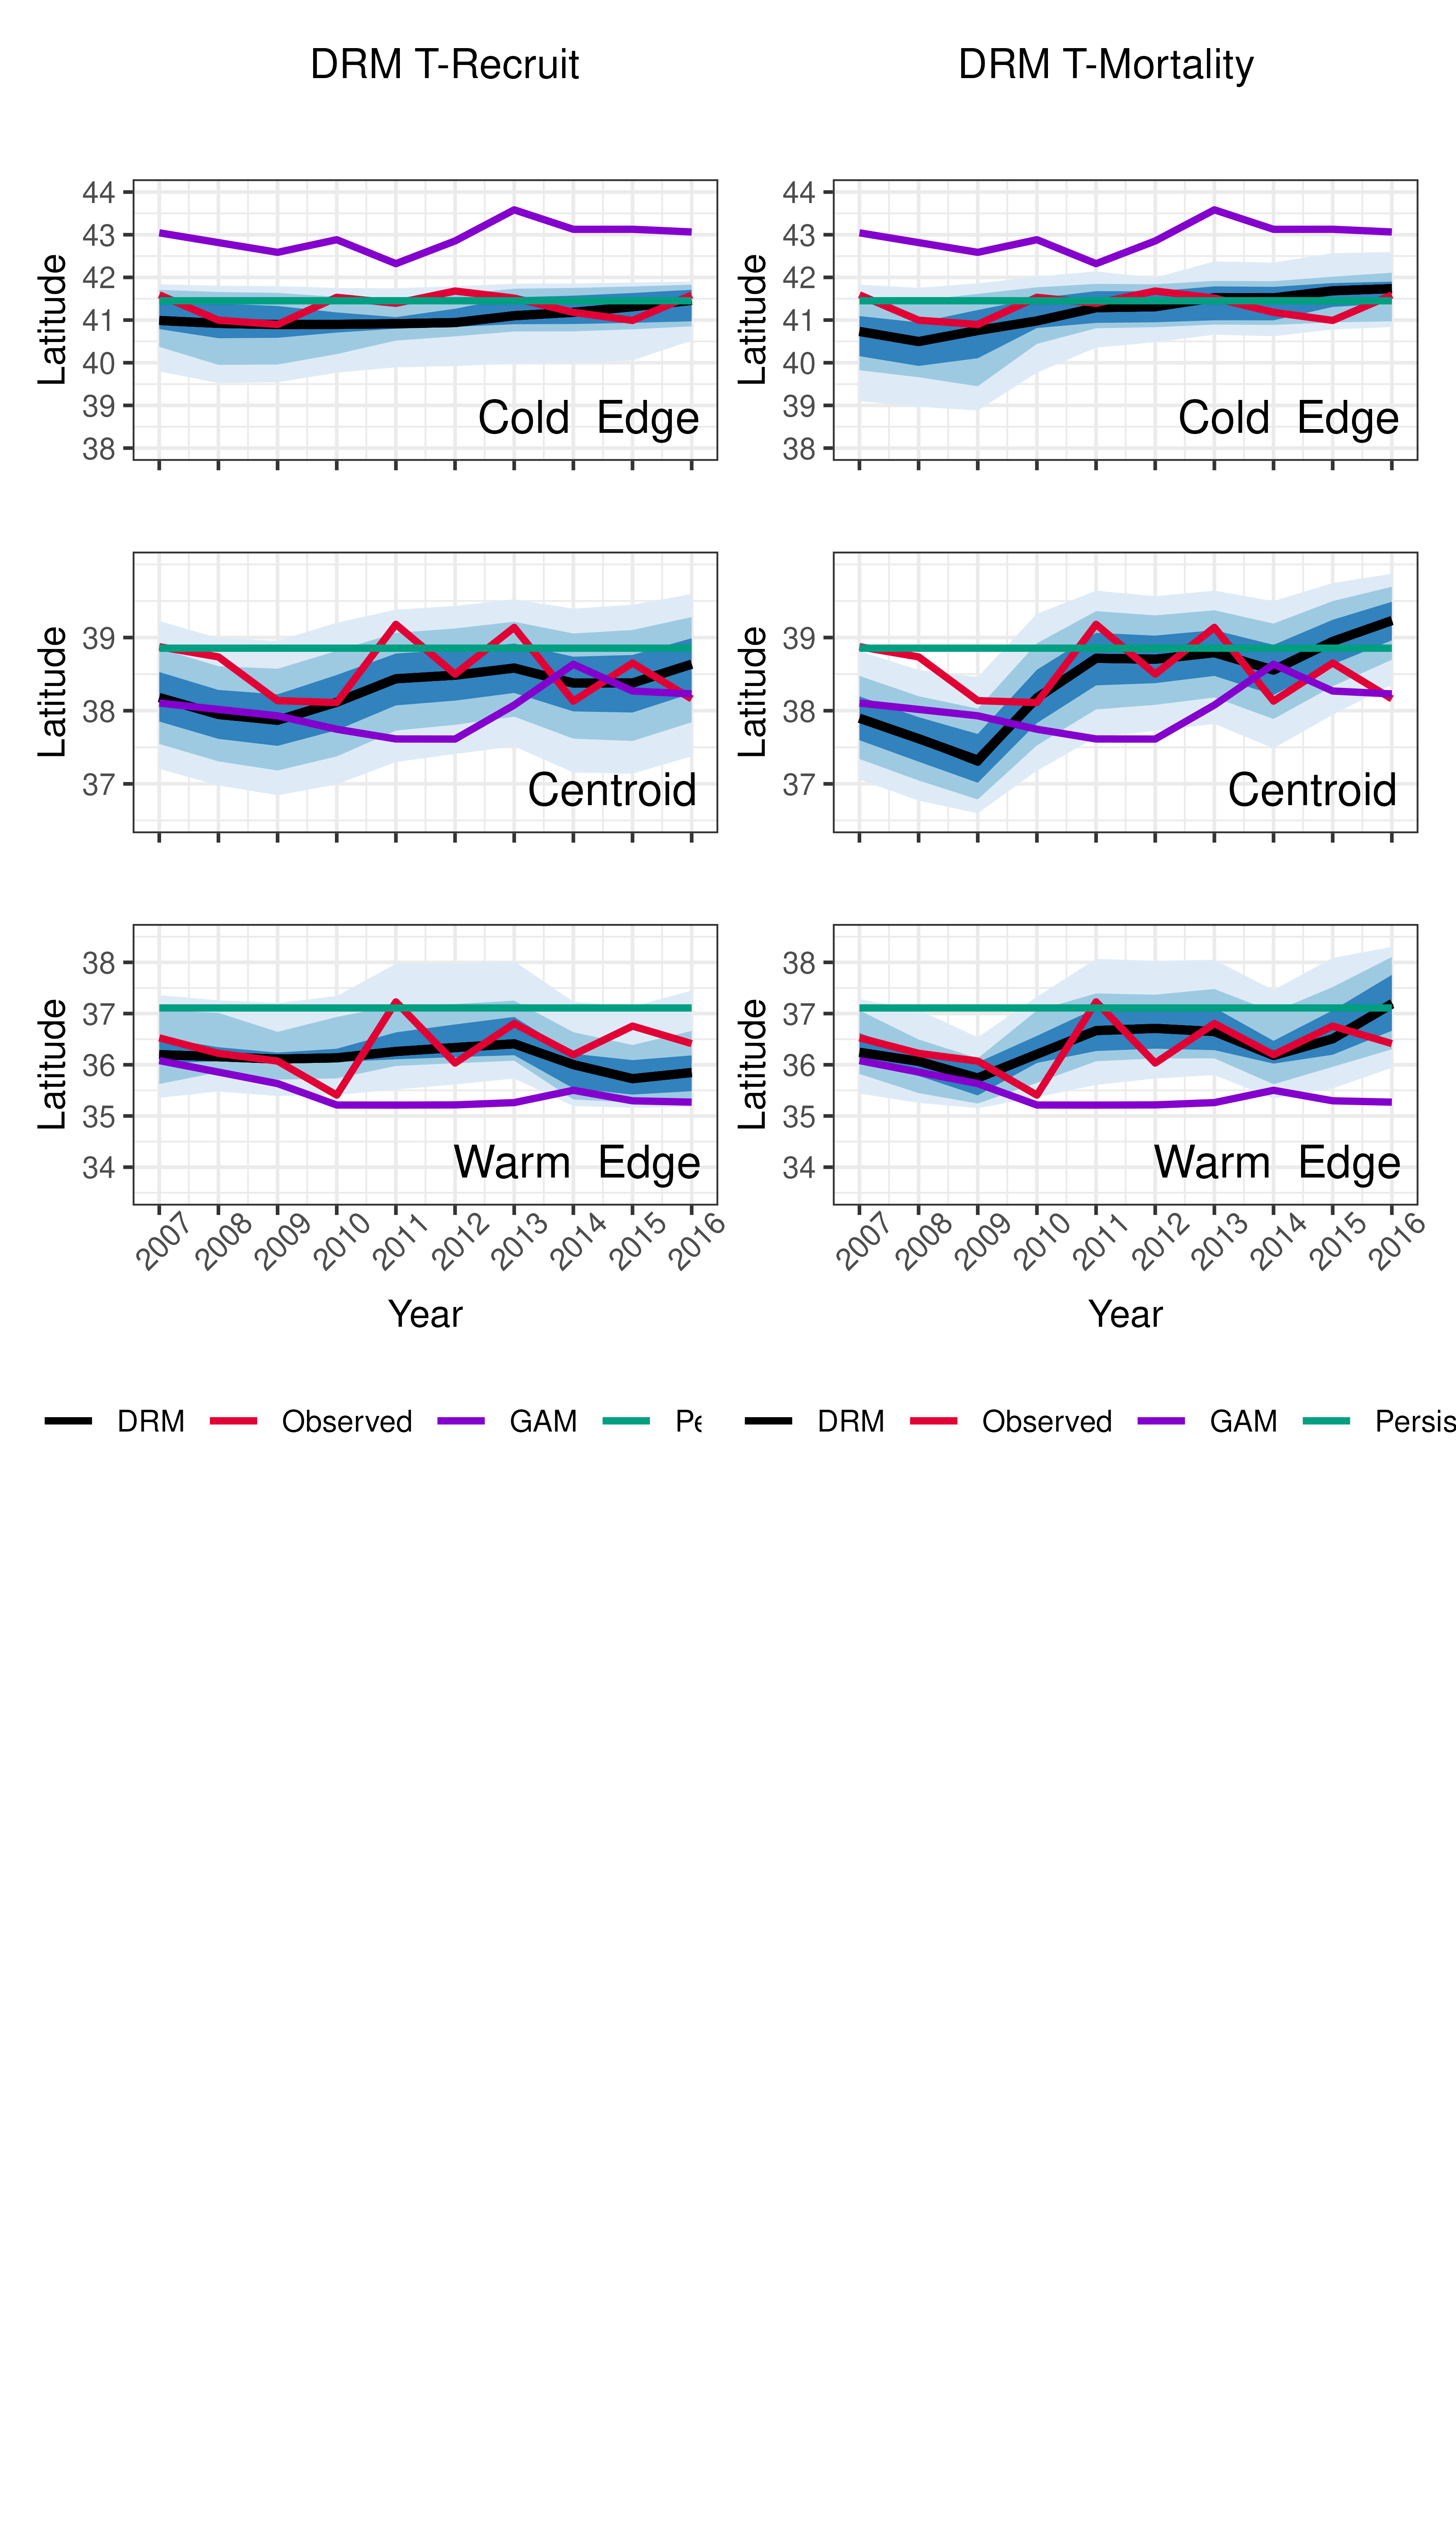 DRM T-Recruit
DRM T-Mortality
Latitude
44
43
42
41
40
39
38
Cold Edge
Latitude
44
43
42
41
40
39
38
Cold Edge
Latitude
39
38
37
Centroid
Latitude
39
38
37
Centroid
Latitude
38
37
36
35
34
Warm Edge
2007 2008 2009 2010 2011 2012 2013 2014 2015 2016
Year
Latitude
38
37
36
35
34
Warm Edge
2007 2008 2009 2010 2011 2012 2013 2014 2015 2016
Year
DRM Observed GAM Pe
DRM Observed GAM Persis